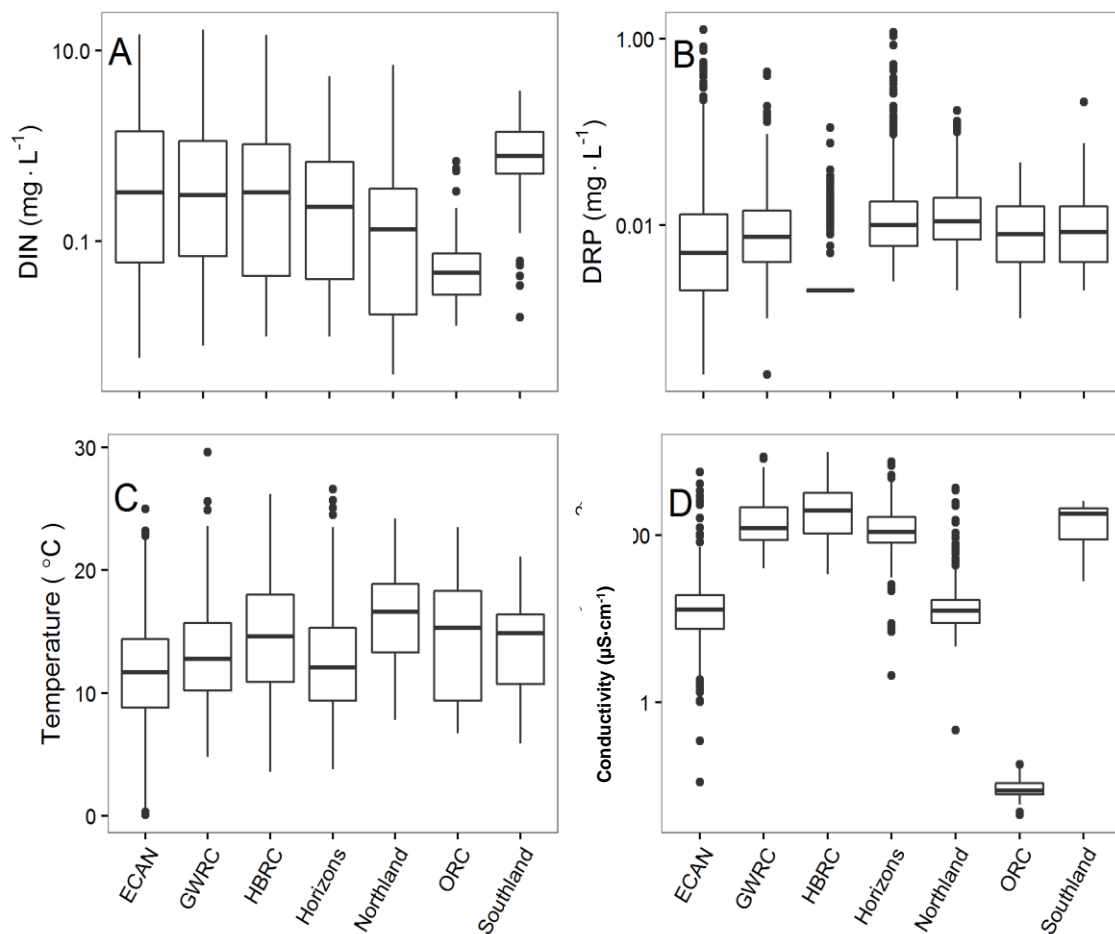 A
10.0
0.1
DIN (mg · L⁻¹)
B
1.00
0.01
DRP (mg · L⁻¹)
C
30
20
10
0
Temperature ( °C)
D
00
1
Conductivity (µS·cm⁻¹)
ECAN
GWRC
HBRC
Horizons
Northland
ORC
Southland
ECAN
GWRC
HBRC
Horizons
Northland
ORC
Southland